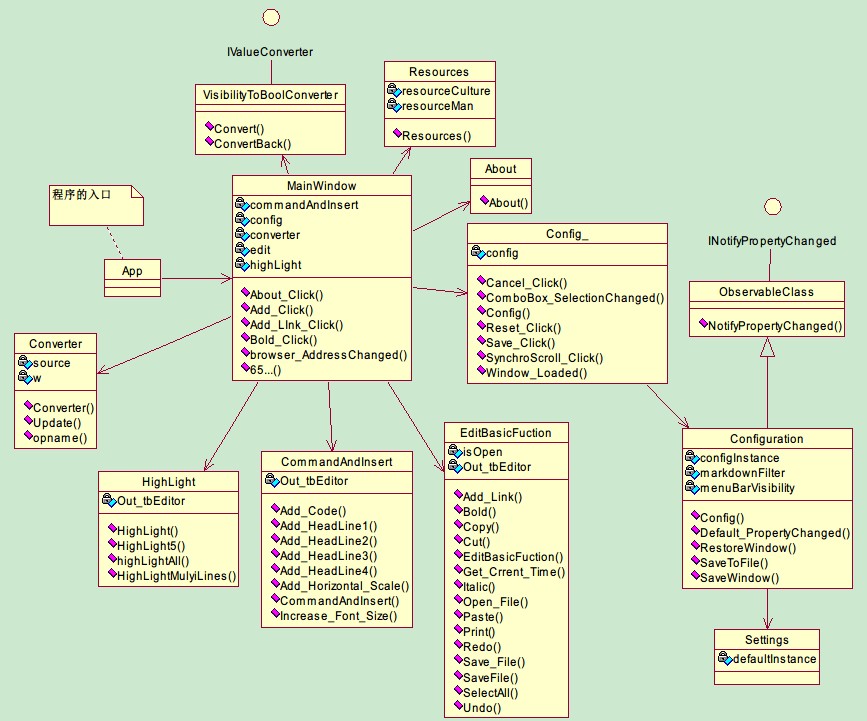 IValueConverter
VisibilityToBoolConverter
Convert()
ConvertBack()
Resources
resourceCulture
resourceMan
Resources()
About
About()
程序的入口
App
MainWindow
commandAndInsert
config
converter
edit
highLight
About_Click()
Add_Click()
Add_LInk_Click()
Bold_Click()
browser_AddressChanged()
65...()
Config_
config
Cancel_Click()
ComboBox_SelectionChanged()
Config()
Reset_Click()
Save_Click()
SynchroScroll_Click()
Window_Loaded()
INotifyPropertyChanged
ObservableClass
NotifyPropertyChanged()
Converter
source
w
Converter()
Update()
opname()
HighLight
Out_tbEditor
HighLight()
HighLight5()
highLightAll()
HighLightMulyiLines()
CommandAndInsert
Out_tbEditor
Add_Code()
Add_HeadLine1()
Add_HeadLine2()
Add_HeadLine3()
Add_HeadLine4()
Add_Horizontal_Scale()
CommandAndInsert()
Increase_Font_Size()
EditBasicFuction
isOpen
Out_tbEditor
Add_Link()
Bold()
Copy()
Cut()
EditBasicFuction()
Get_Crrent_Time()
Italic()
Open_File()
Paste()
Print()
Redo()
Save_File()
SaveFile()
SelectAll()
Undo()
Configuration
configInstance
markdownFilter
menuBarVisibility
Config()
Default_PropertyChanged()
RestoreWindow()
SaveToFile()
SaveWindow()
Settings
defaultInstance